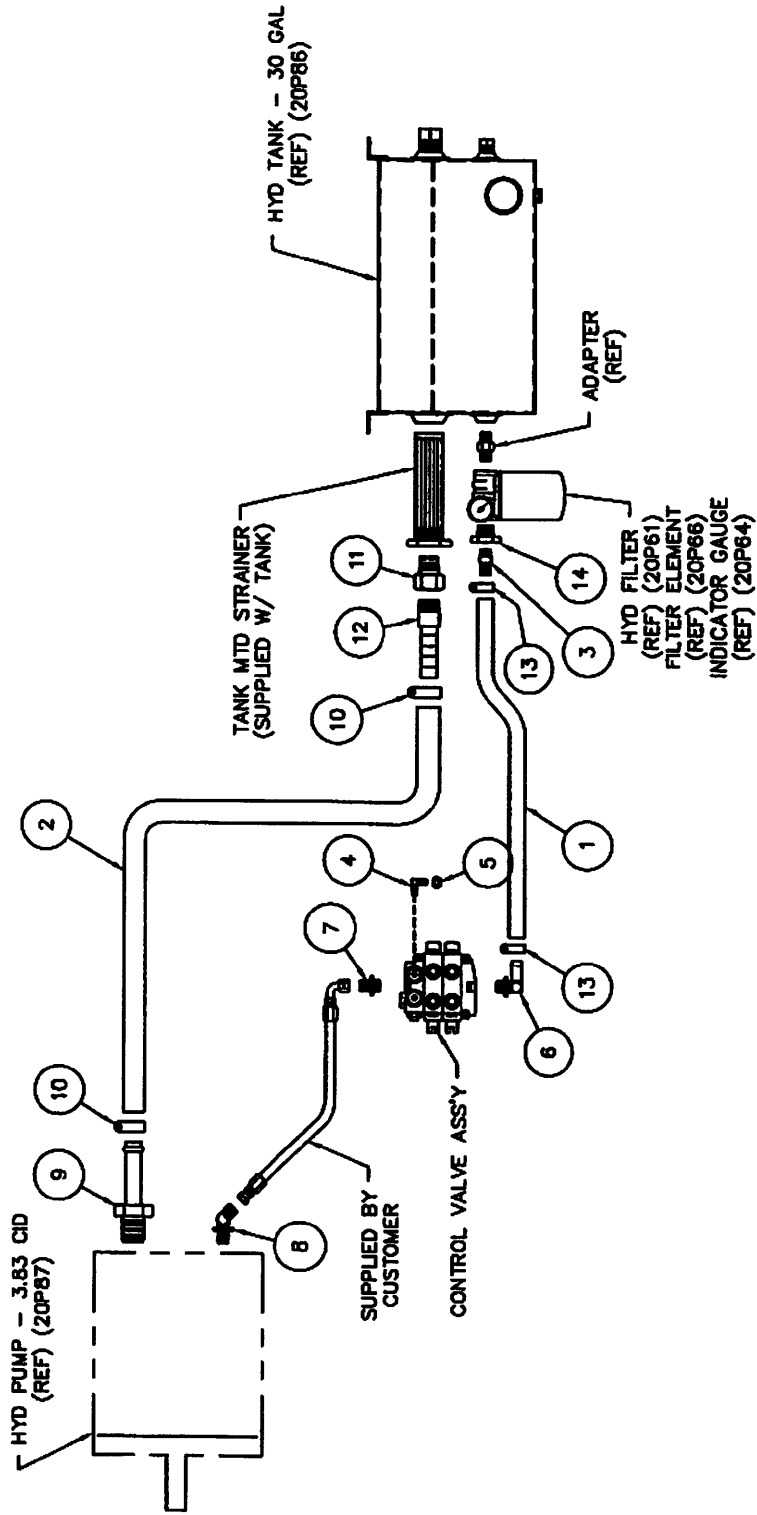 HYD PUMP - 3.83 CID
(REF) (20P87)
9
10
2
8
SUPPLIED BY
CUSTOMER
7
CONTROL VALVE ASS'Y
4
5
6
13
1
TANK MTD STRAINER
(SUPPLIED W/ TANK)
10
12
11
13
3
14
HYD FILTER
(REF) (20P61)
FILTER ELEMENT
(REF) (20P66)
INDICATOR GAUGE
(REF) (20P64)
ADAPTER
(REF)
HYD TANK - 30 GAL
(REF) (20P86)